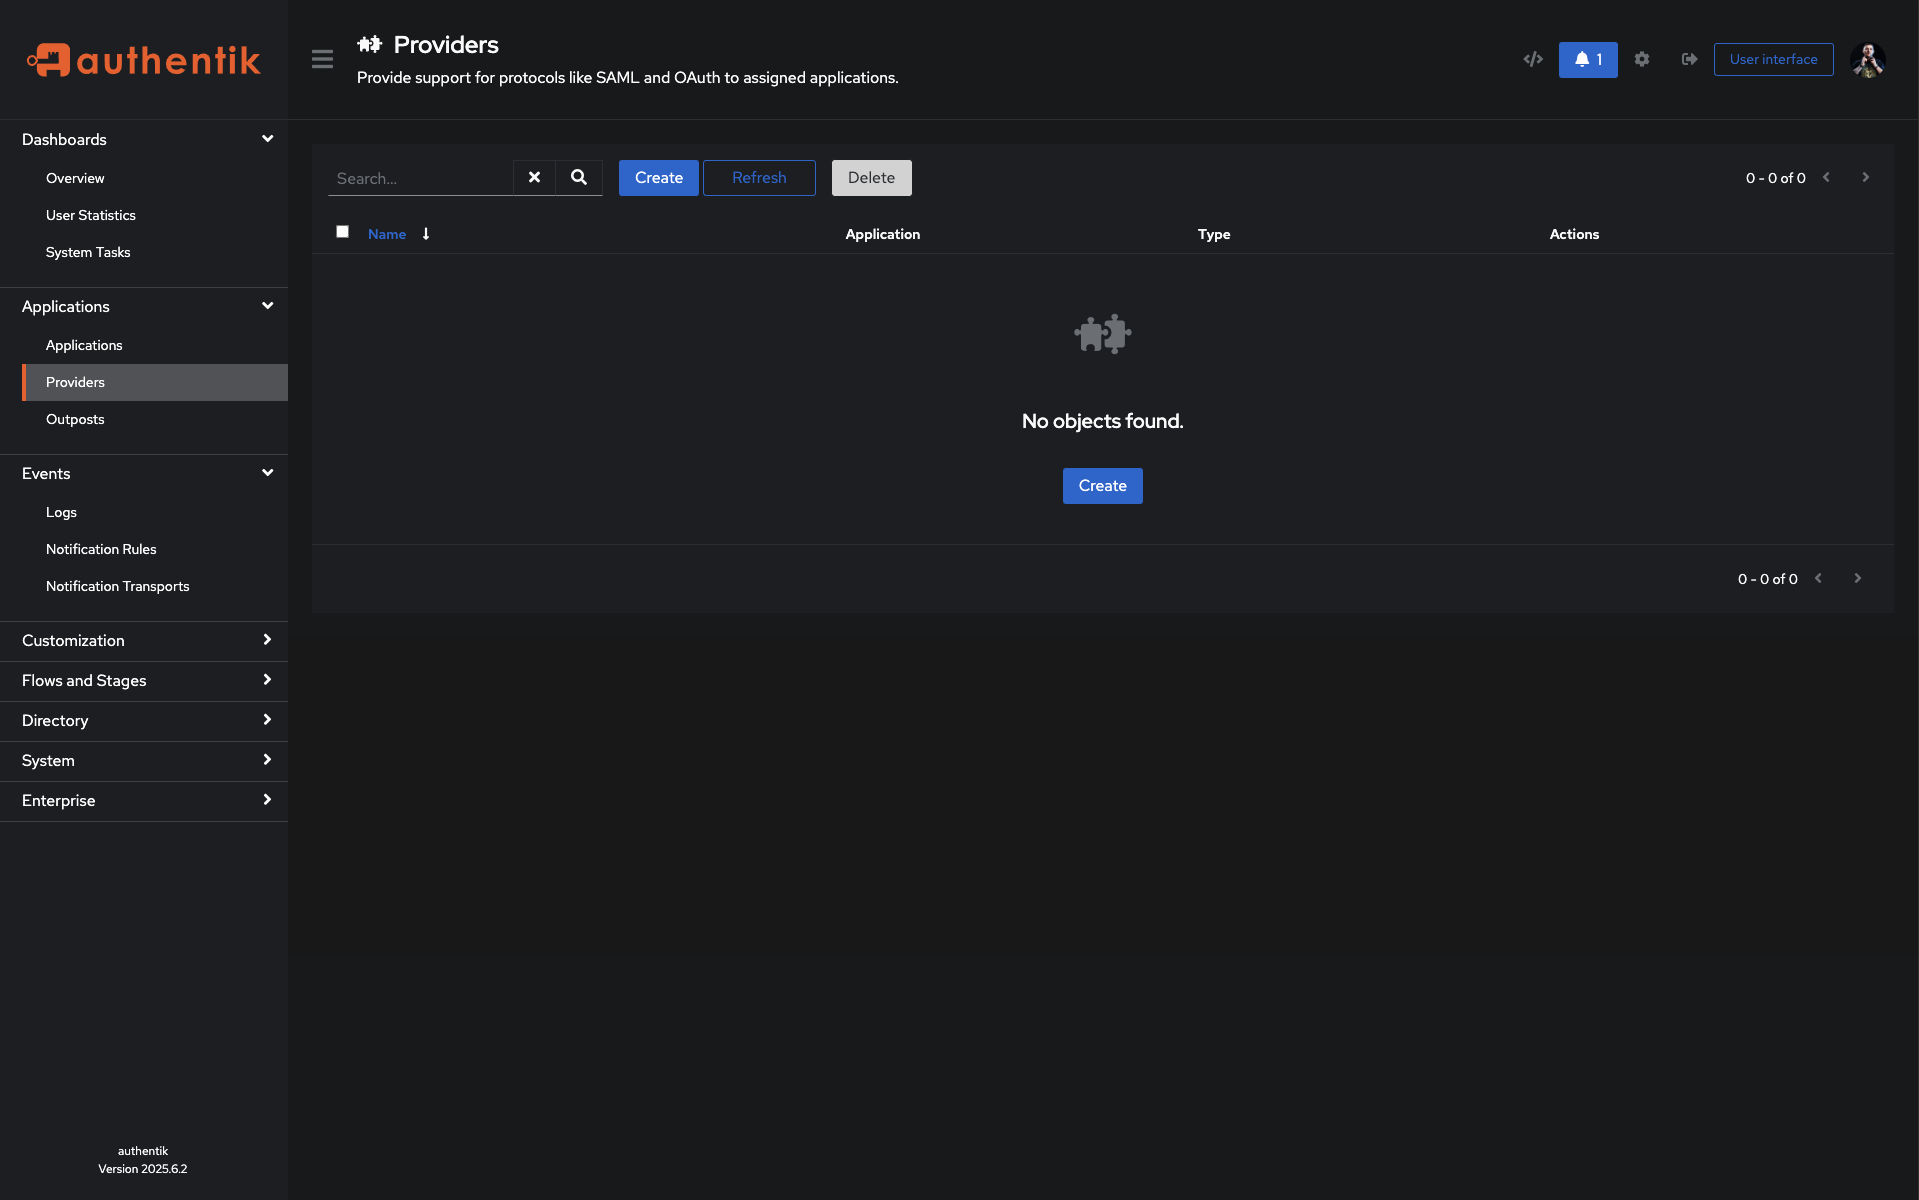 authentik
Providers
Provide support for protocols like SAML and OAuth to assigned applications.
1
User interface
Dashboards
Overview
User Statistics
System Tasks
Applications
Applications
Providers
Outposts
Events
Logs
Notification Rules
Notification Transports
Customization
Flows and Stages
Directory
System
Enterprise
authentik
Version 2025.6.2
Search...
Create
Refresh
Delete
0 - 0 of 0
Name
Application
Type
Actions
No objects found.
Create
0 - 0 of 0